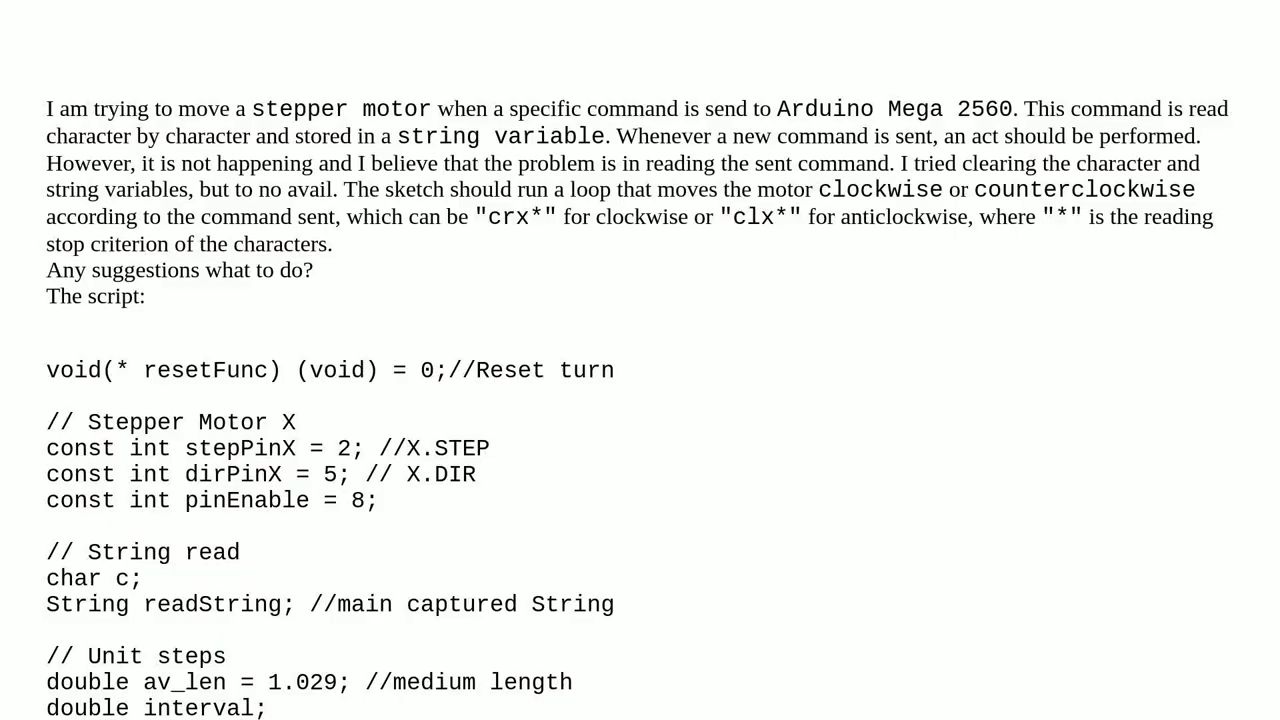 I am trying to move a stepper motor when a specific command is send to Arduino Mega 2560. This command is read
character by character and stored in a string variable. Whenever a new command is sent, an act should be performed.
However, it is not happening and I believe that the problem is in reading the sent command. I tried clearing the character and
string variables, but to no avail. The sketch should run a loop that moves the motor clockwise or counterclockwise
according to the command sent, which can be "crx*" for clockwise or "clx*" for anticlockwise, where "*" is the reading
stop criterion of the characters.
Any suggestions what to do?
The script:
void(* resetFunc) (void) = 0;//Reset turn
// Stepper Motor X
const int stepPinX = 2; //X.STEP
const int dirPinX = 5; // X.DIR
const int pinEnable = 8;
// String read
char c;
String readString; //main captured String
// Unit steps
double av_len = 1.029; //medium length
double interval;